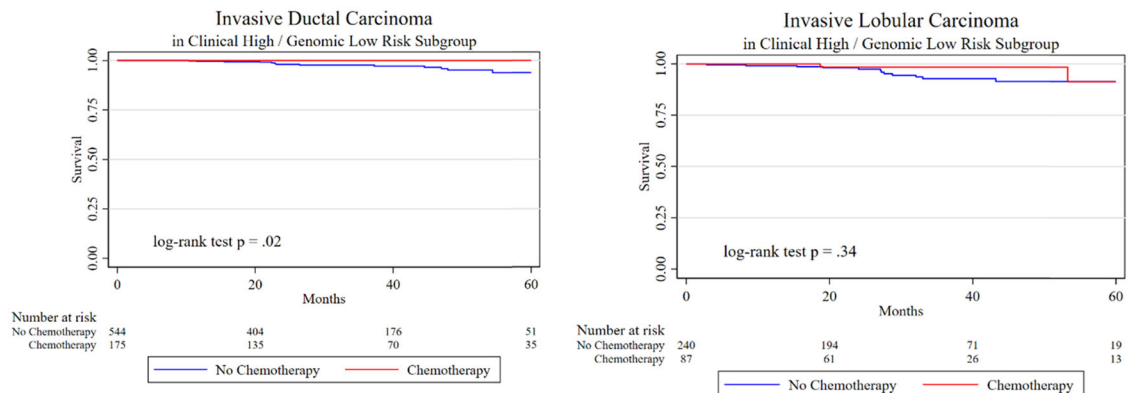 Invasive Ductal Carcinoma
in Clinical High / Genomic Low Risk Subgroup
1.00
0.75
Survival
0.50
0.25
0.00
log-rank test p = .02
0 20 40 60
Months
Number at risk
No Chemotherapy 544 404 176 51
Chemotherapy 175 135 70 35
No Chemotherapy Chemotherapy
Invasive Lobular Carcinoma
in Clinical High / Genomic Low Risk Subgroup
1.00
0.75
Survival
0.50
0.25
0.00
log-rank test p = .34
0 20 40 60
Months
Number at risk
No Chemotherapy 240 194 71 19
Chemotherapy 87 61 26 13
No Chemotherapy Chemotherapy